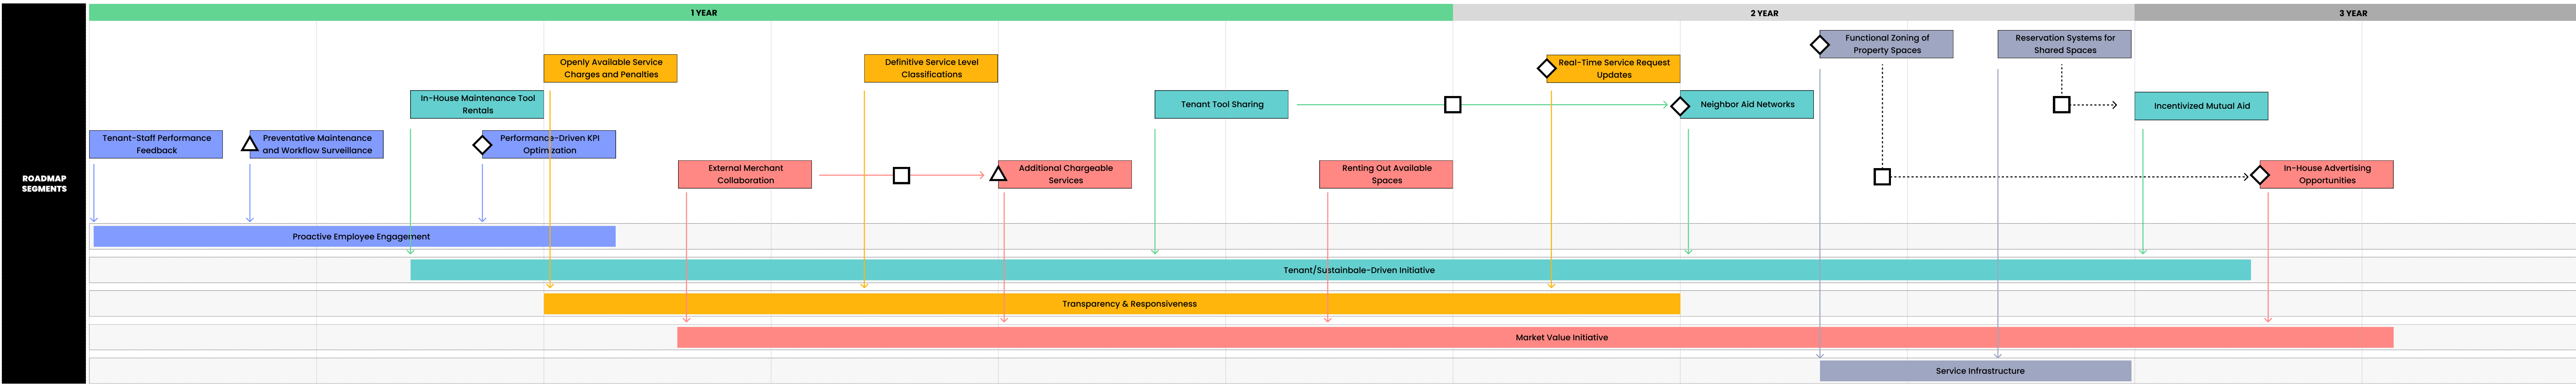 1 YEAR
2 YEAR
3 YEAR
Functional Zoning of
Property Spaces
Reservation Systems for
Shared Spaces
Openly Available Service
Charges and Penalties
Definitive Service Level
Classifications
Real-Time Service Request
Updates
In-House Maintenance Tool
Rentals
Tenant Tool Sharing
Neighbor Aid Networks
Incentivized Mutual Aid
Tenant-Staff Performance
Feedback
Preventative Maintenance
and Workflow Surveillance
Performance-Driven KPI
Optimization
External Merchant
Collaboration
Additional Chargeable
Services
Renting Out Available
Spaces
In-House Advertising
Opportunities
ROADMAP
SEGMENTS
Proactive Employee Engagement
Tenant/Sustainbale-Driven Initiative
Transparency & Responsiveness
Market Value Initiative
Service Infrastructure